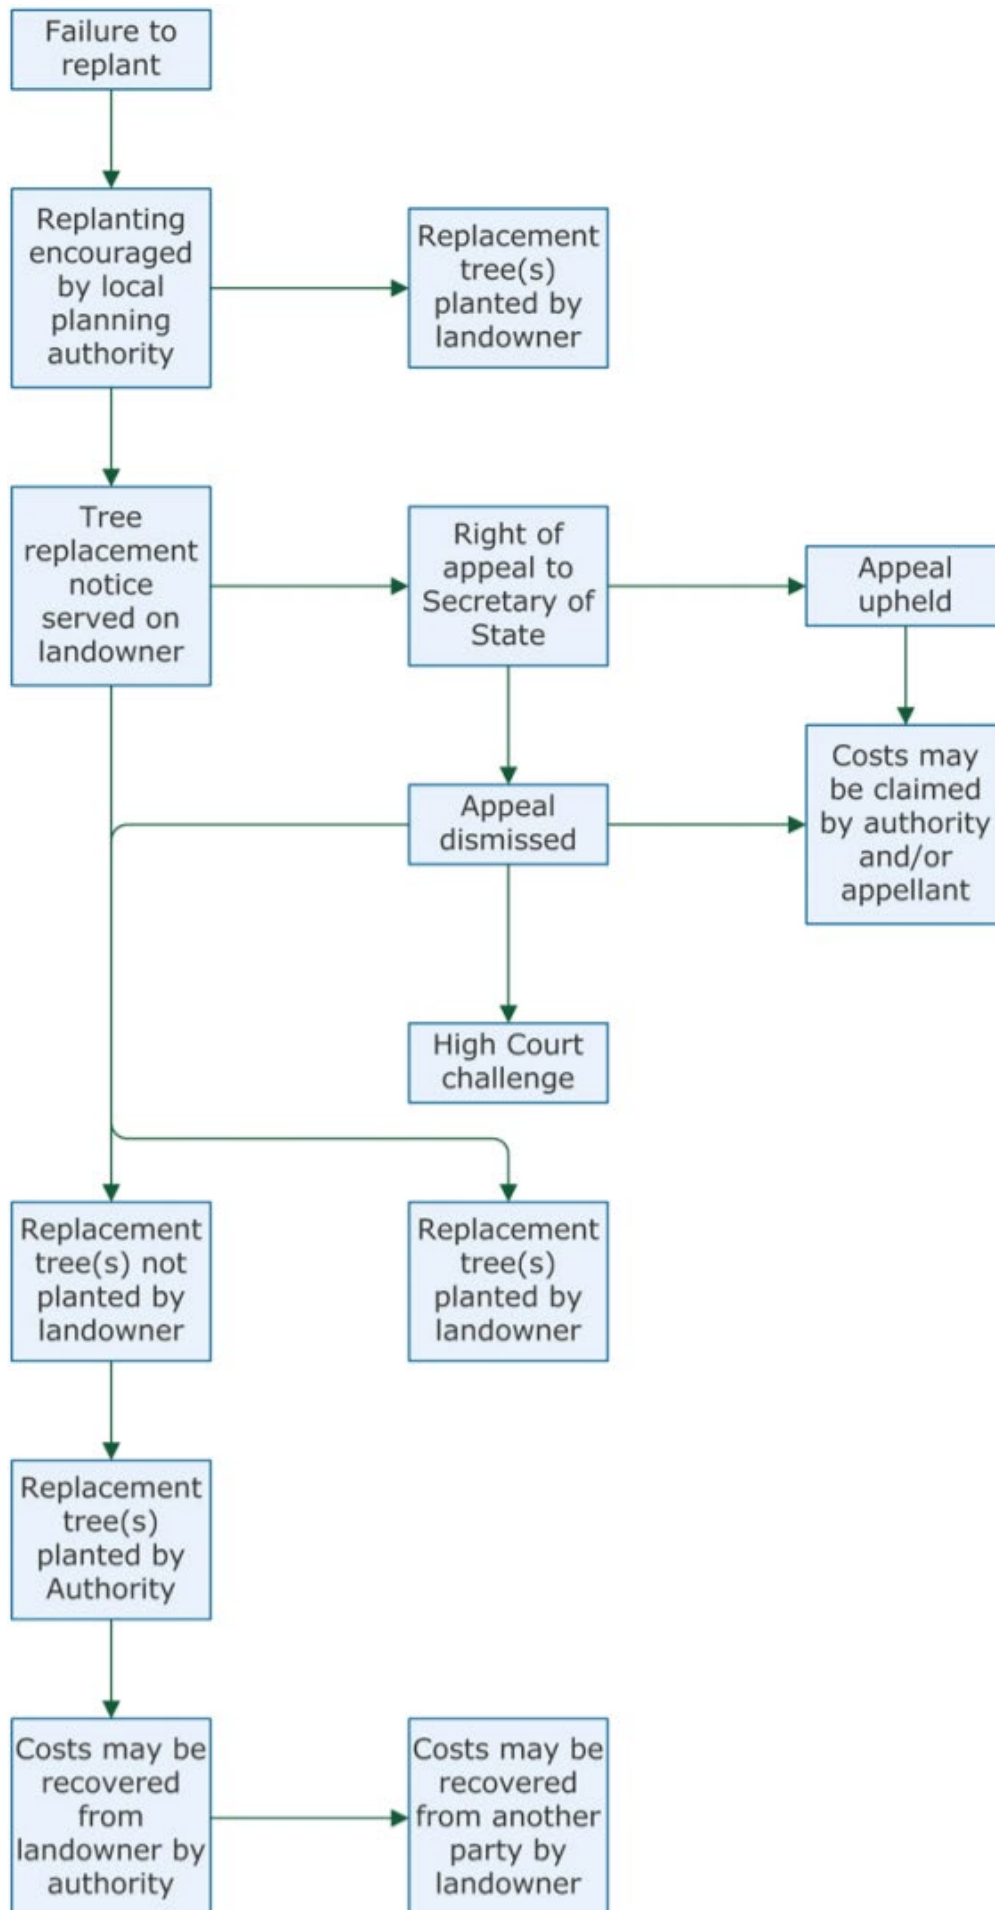 Failure to
replant
Replanting
encouraged
by local
planning
authority
Replacement
tree(s)
planted by
landowner
Tree
replacement
notice
served on
landowner
Right of
appeal to
Secretary of
State
Appeal
upheld
Appeal
dismissed
Costs may
be claimed
by authority
and/or
appellant
High Court
challenge
Replacement
tree(s) not
planted by
landowner
Replacement
tree(s)
planted by
landowner
Replacement
tree(s)
planted by
Authority
Costs may be
recovered
from
landowner by
authority
Costs may be
recovered
from another
party by
landowner